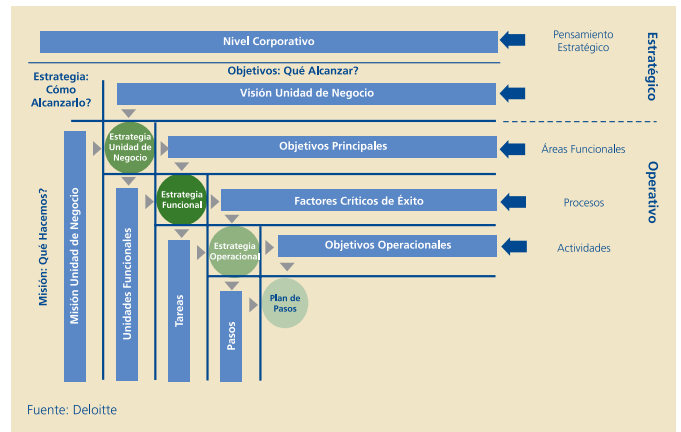 Nivel Corporativo
Pensamiento
Estratégico
Estratégico
Estrategia:
Cómo
Alcanzarlo?
Objetivos: Qué Alcanzar?
Visión Unidad de Negocio
Estrategia
Unidad de
Negocio
Objetivos Principales
Áreas Funcionales
Operativo
Estrategia
Funcional
Factores Críticos de Éxito
Procesos
Estrategia
Operacional
Objetivos Operacionales
Actividades
Misión: Qué Hacemos?
Misión Unidad de Negocio
Unidades Funcionales
Tareas
Pasos
Plan de
Pasos
Fuente: Deloitte